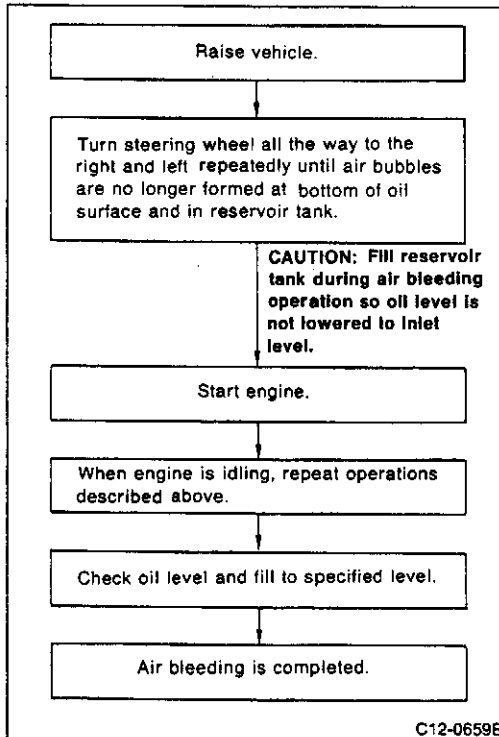 Raise vehicle.
Turn steering wheel all the way to the
right and left repeatedly until air bubbles
are no longer formed at bottom of oil
surface and in reservoir tank.
CAUTION: Fill reservoir
tank during air bleeding
operation so oil level is
not lowered to inlet
level.
Start engine.
When engine is idling, repeat operations
described above.
Check oil level and fill to specified level.
Air bleeding is completed.
C12-0659E